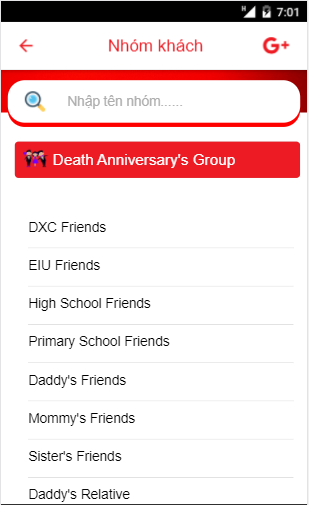 H 7:01
Nhóm khách G+
Nhập tên nhóm......
Death Anniversary's Group
DXC Friends
EIU Friends
High School Friends
Primary School Friends
Daddy's Friends
Mommy's Friends
Sister's Friends
Daddy's Relative